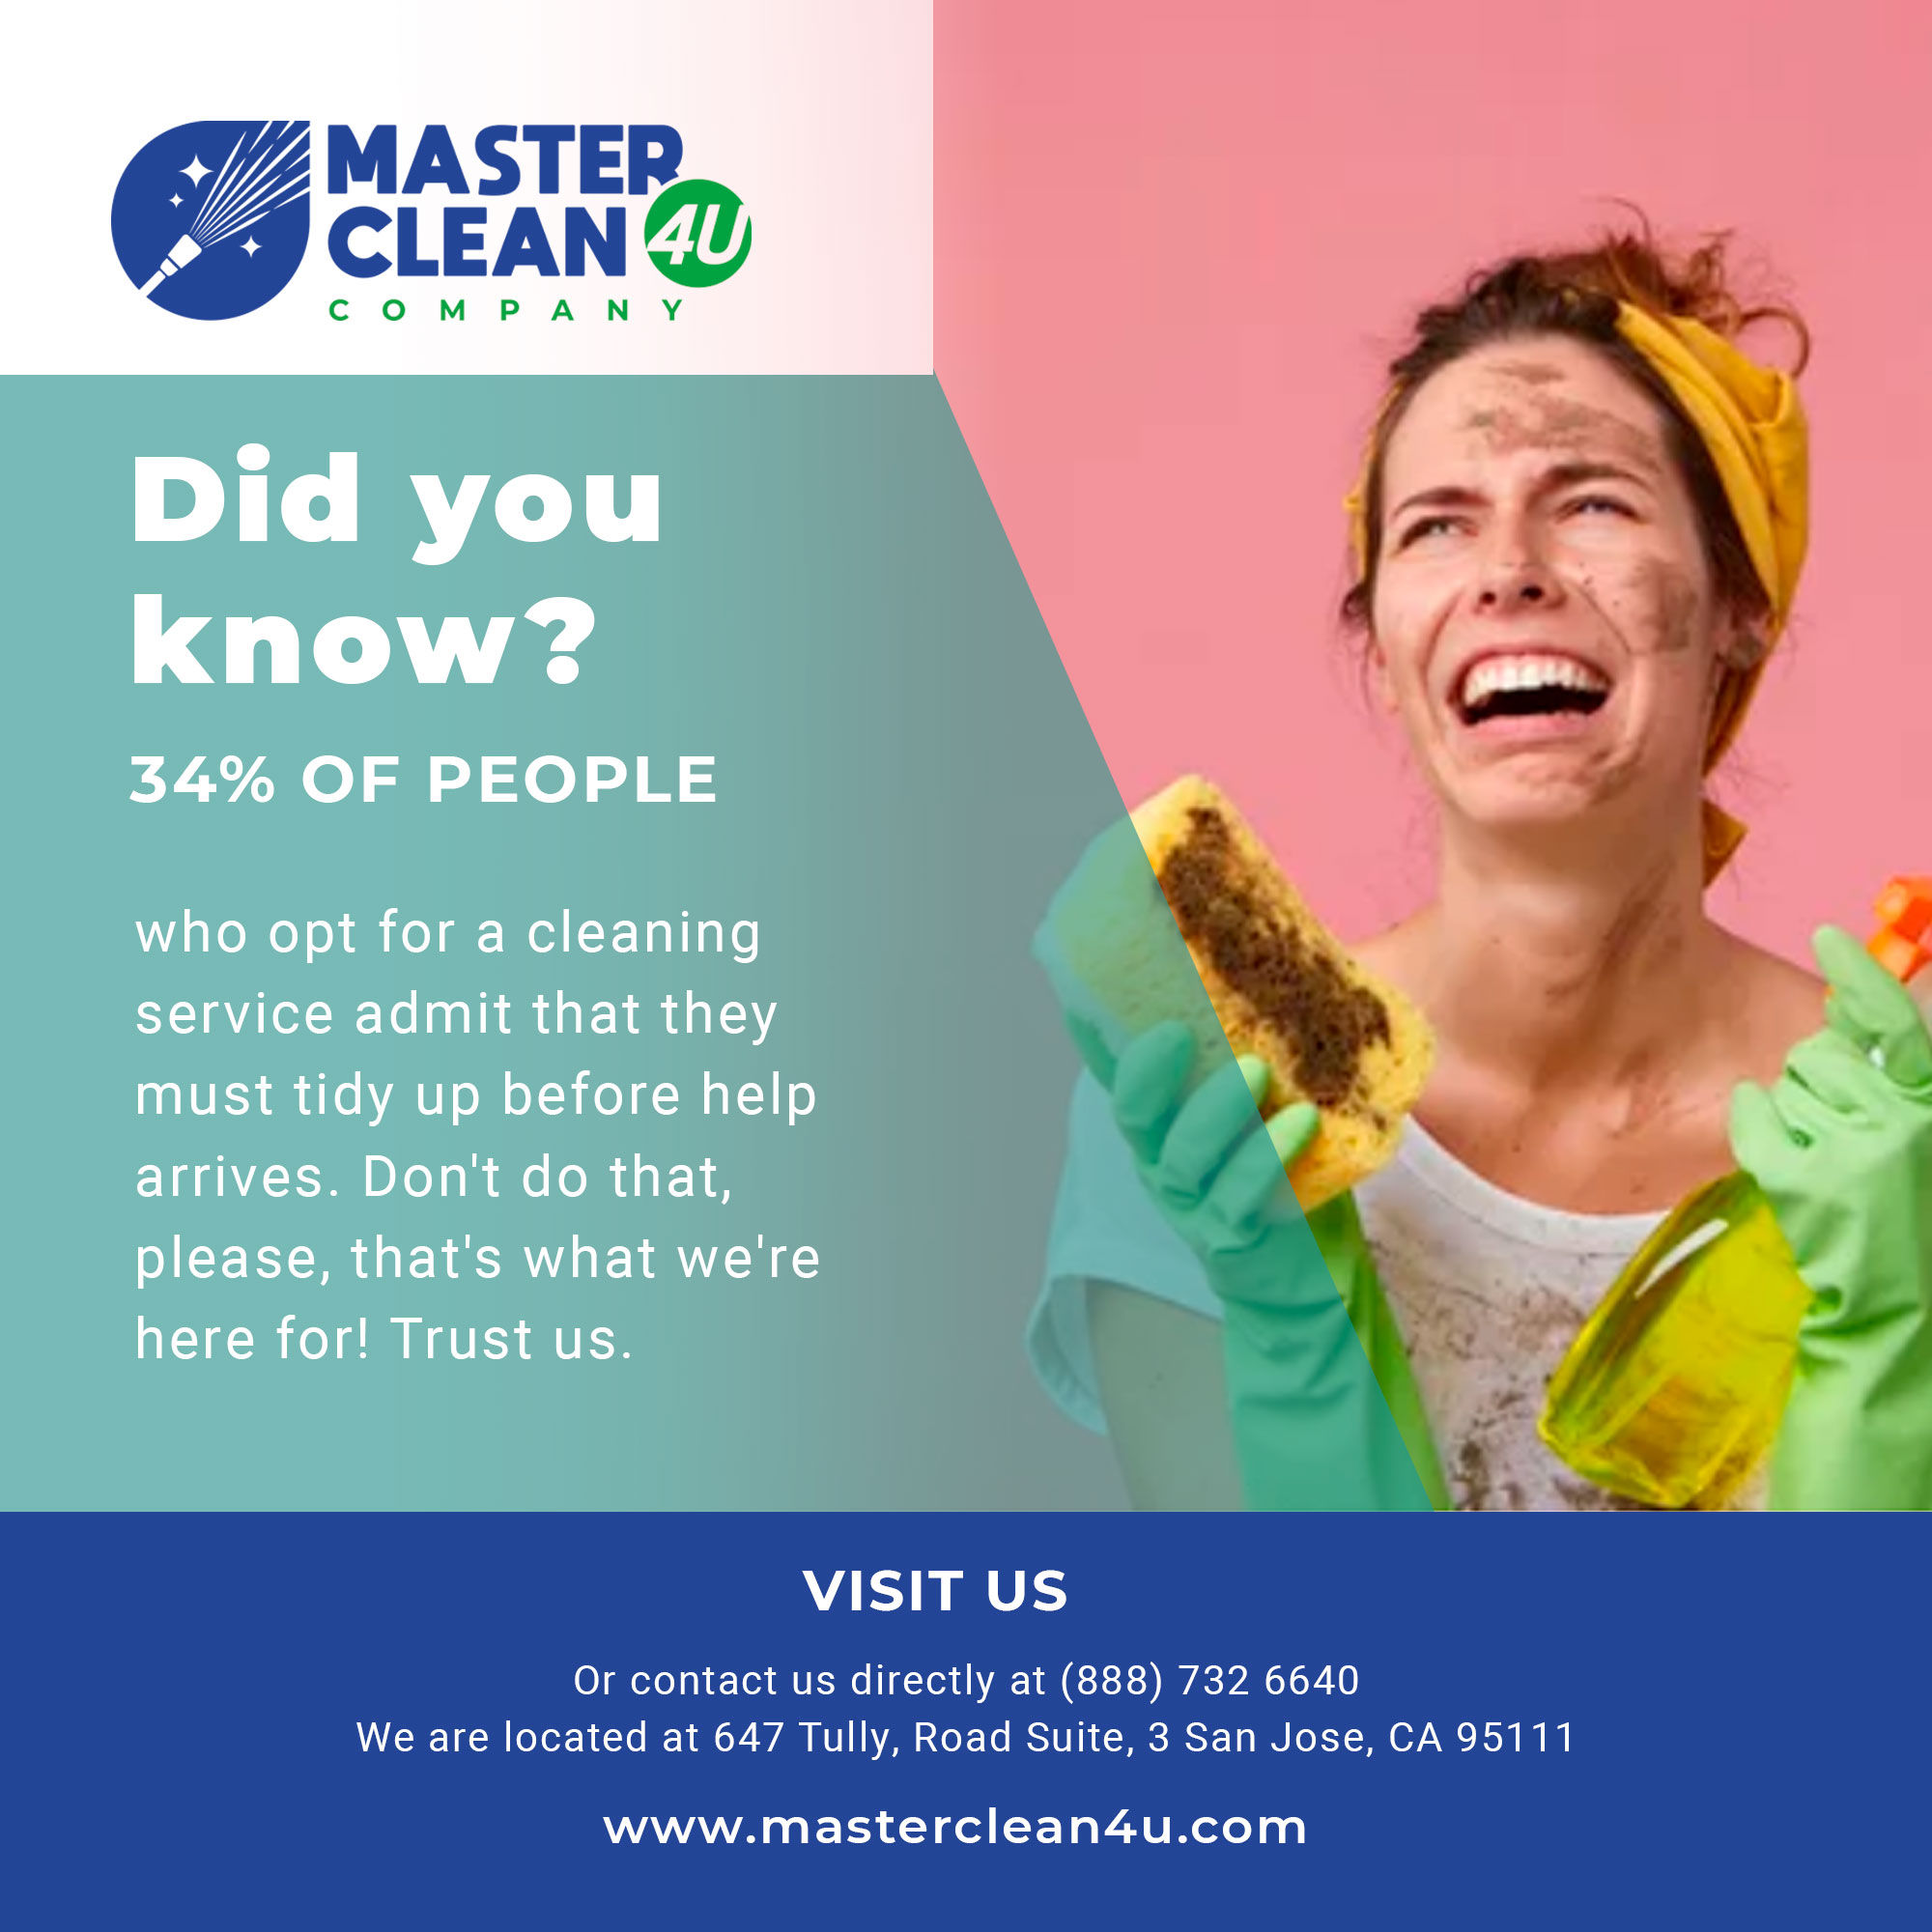 MASTER
CLEAN 4U
COMPANY
Did you
know?
34% OF PEOPLE
who opt for a cleaning
service admit that they
must tidy up before help
arrives. Don't do that,
please, that's what we're
here for! Trust us.
VISIT US
Or contact us directly at (888) 732 6640
We are located at 647 Tully, Road Suite, 3 San Jose, CA 95111
www.masterclean4u.com